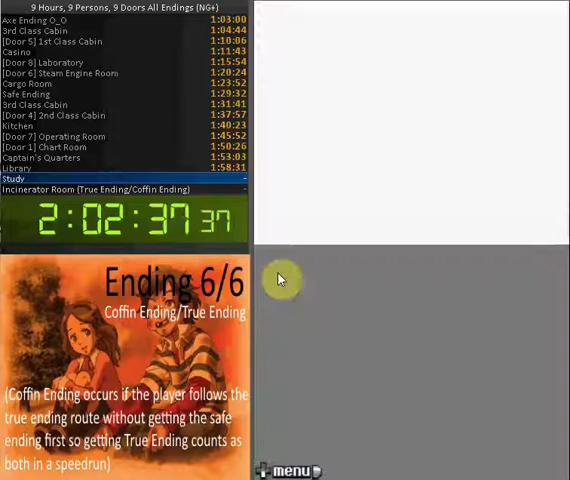 9 Hours, 9 Persons, 9 Doors All Endings (NG+)
Axe Ending O_O 1:03:00
3rd Class Cabin 1:04:44
[Door 5] 1st Class Cabin 1:10:06
Casino 1:11:43
[Door 8] Laboratory 1:15:54
[Door 6] Steam Engine Room 1:20:24
Cargo Room 1:23:52
Safe Ending 1:29:32
3rd Class Cabin 1:31:41
[Door 4] 2nd Class Cabin 1:37:57
Kitchen 1:40:23
[Door 7] Operating Room 1:45:52
[Door 1] Chart Room 1:50:26
Captain's Quarters 1:53:03
Library 1:58:31
Study -
Incinerator Room (True Ending/Coffin Ending) -
2:02:37 37
Ending 6/6
Coffin Ending/True Ending
(Coffin Ending occurs if the player follows the
true ending route without getting the safe
ending first so getting True Ending counts as
both in a speedrun)
menu